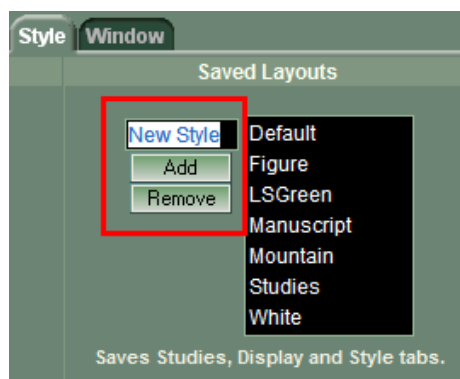 Style Window
Saved Layouts
New Style
Add
Remove
Default
Figure
LSGreen
Manuscript
Mountain
Studies
White
Saves Studies, Display and Style tabs.